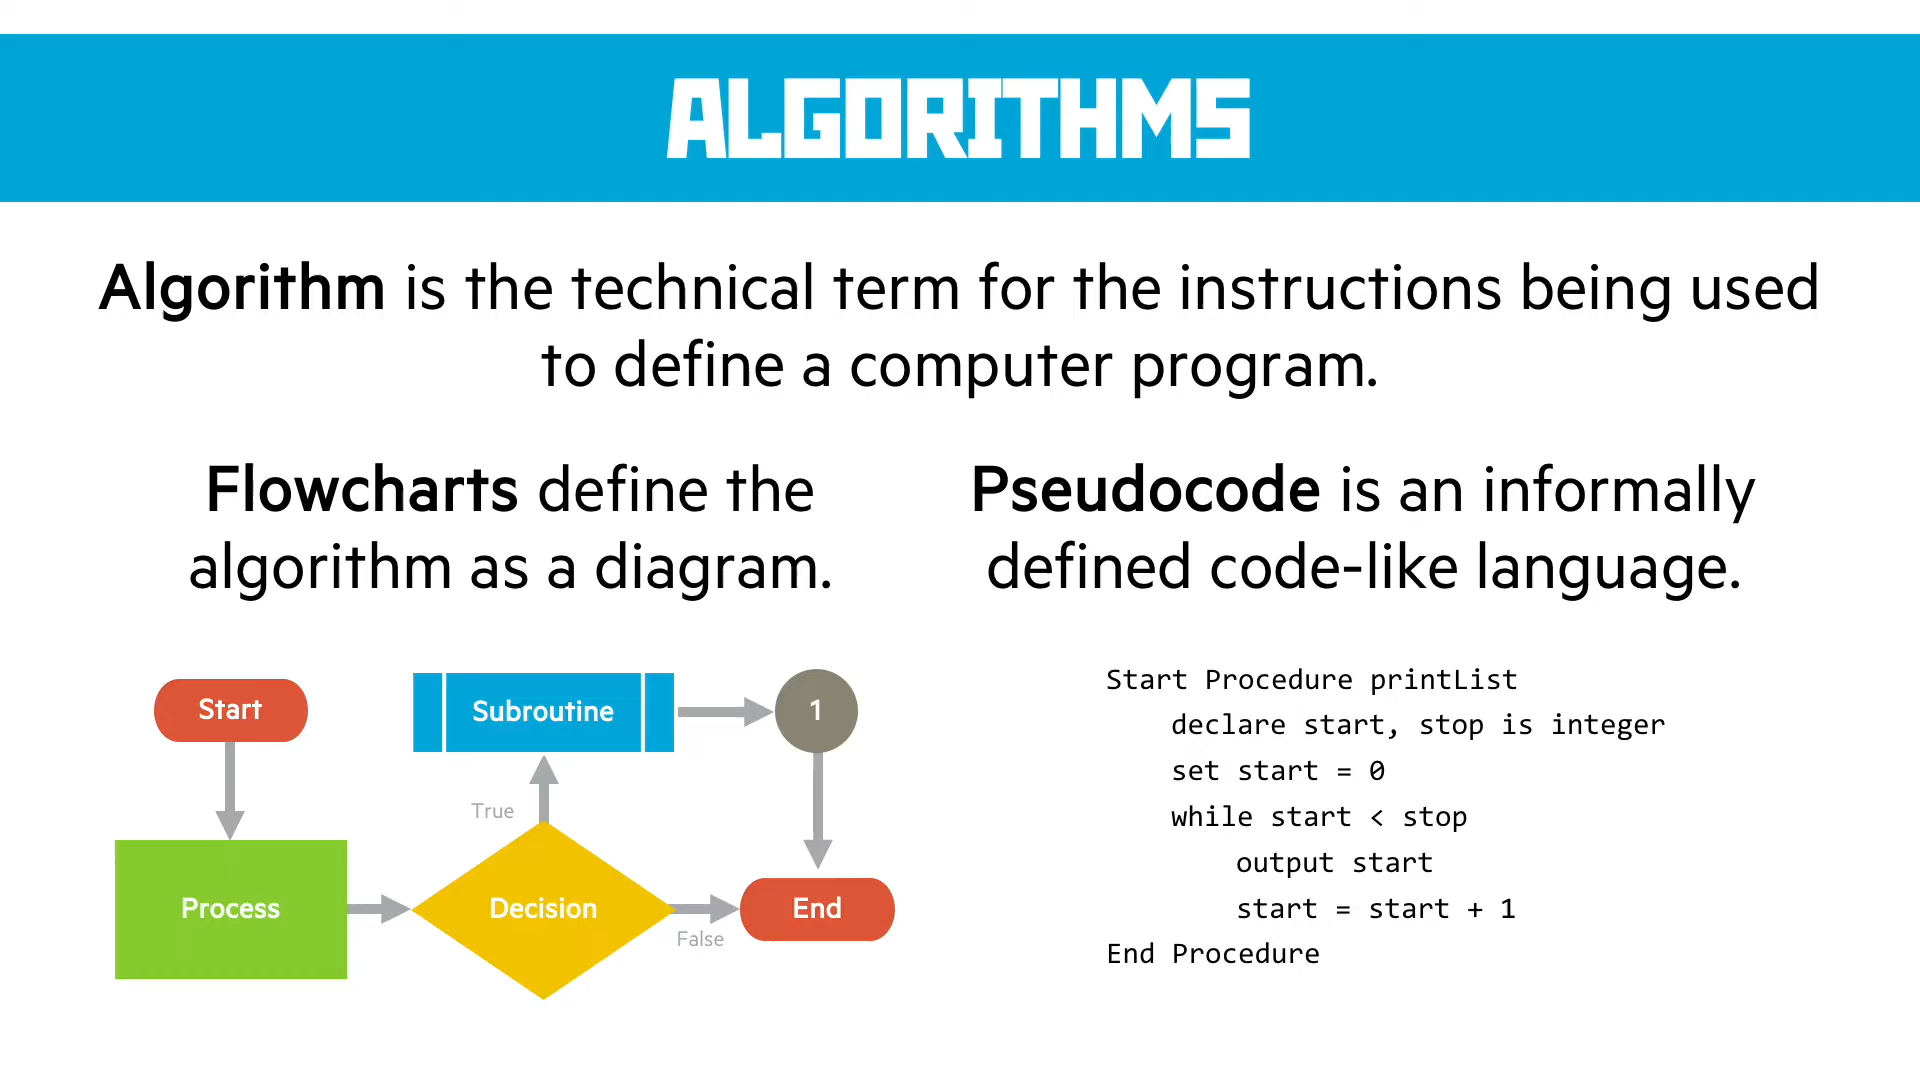 ALGORITHMS
Algorithm is the technical term for the instructions being used
to define a computer program.
Flowcharts define the
algorithm as a diagram.
Pseudocode is an informally
defined code-like language.
Start
Subroutine
1
True
Process
Decision
End
False
Start Procedure printList
    declare start, stop is integer
    set start = 0
    while start < stop
        output start
        start = start + 1
End Procedure